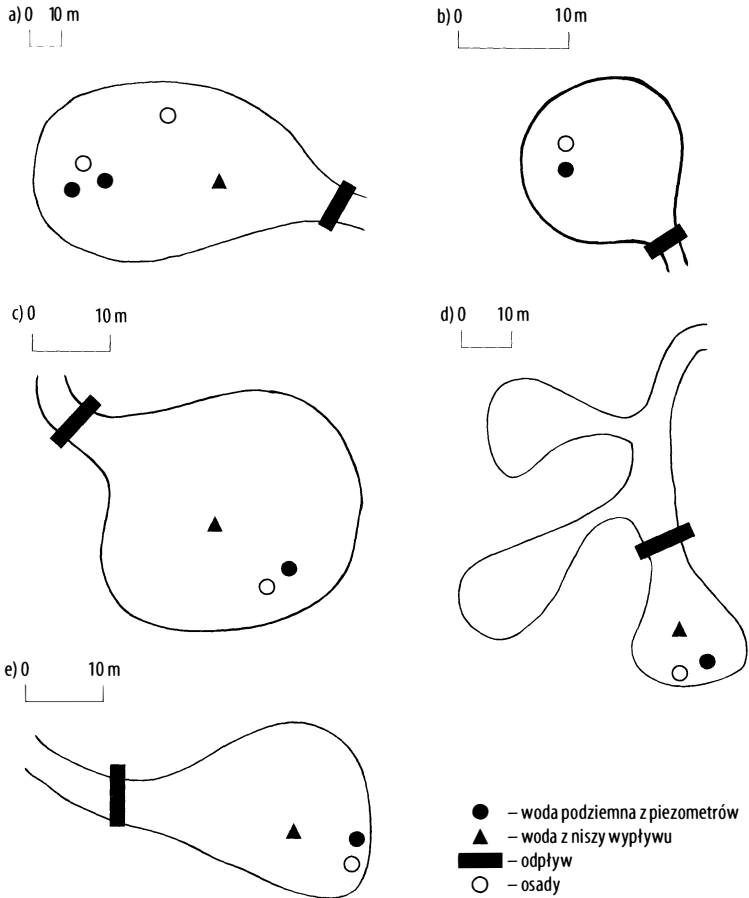 a) 0 10 m
b) 0 10 m
c) 0 10 m
d) 0 10 m
e) 0 10 m
– woda podziemna z piezometrów
– woda z niszy wypływu
– odpływ
– osady